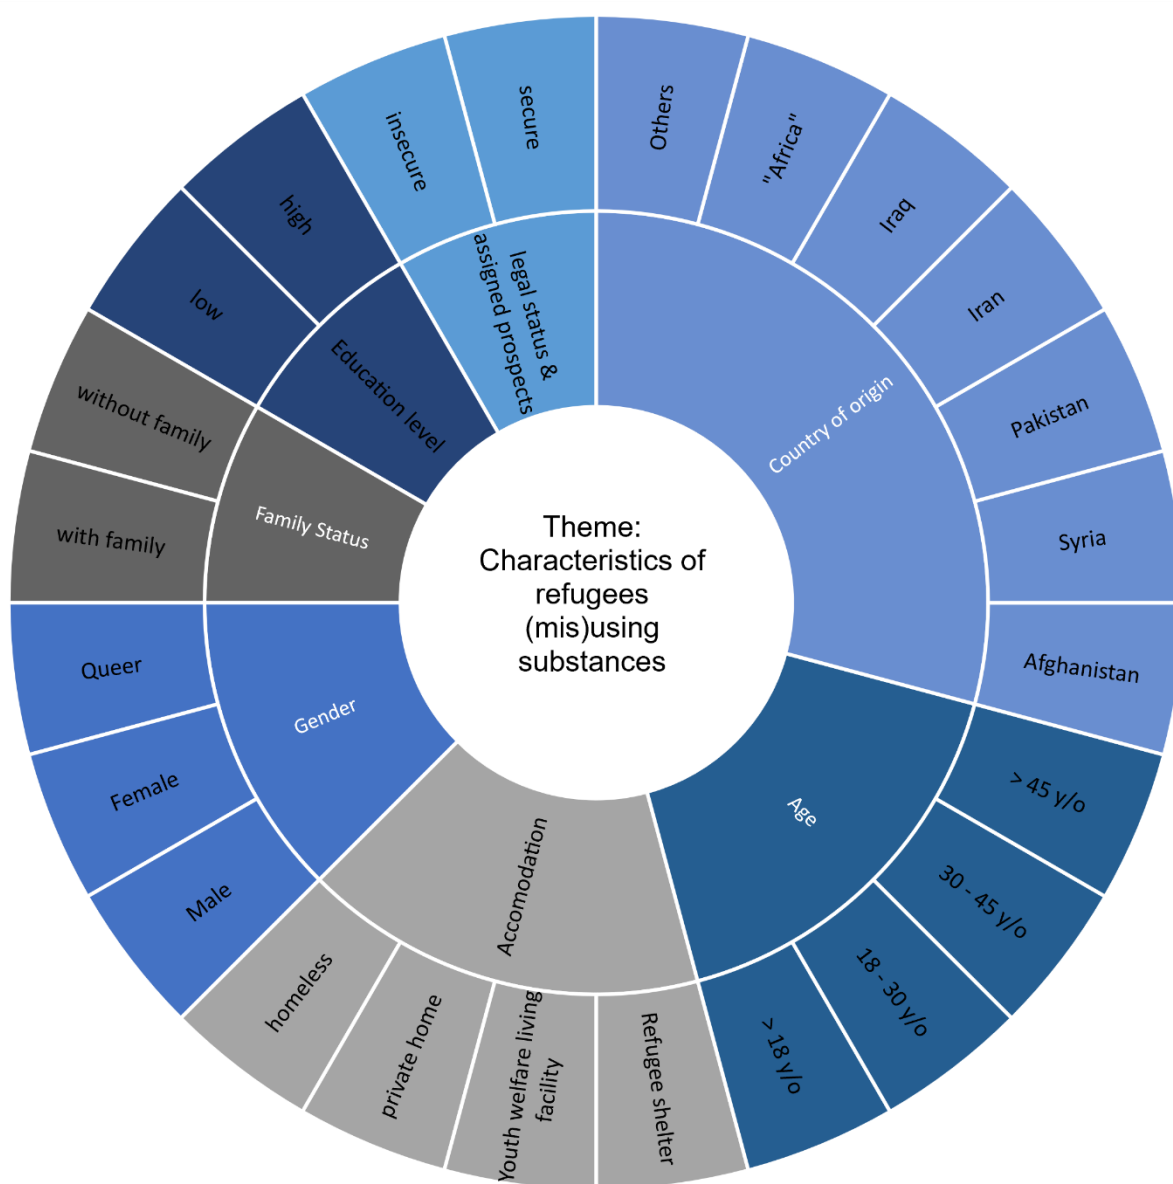 Theme:
Characteristics of
refugees
(mis)using
substances
Country of origin
Others
"Africa"
Iraq
Iran
Pakistan
Syria
Afghanistan
Age
> 45 y/o
30 - 45 y/o
18 - 30 y/o
> 18 y/o
Accomodation
Refugee shelter
Youth welfare living
facility
private home
homeless
Gender
Male
Female
Queer
Family Status
with family
without family
Education level
low
high
legal status &
assigned prospects
insecure
secure